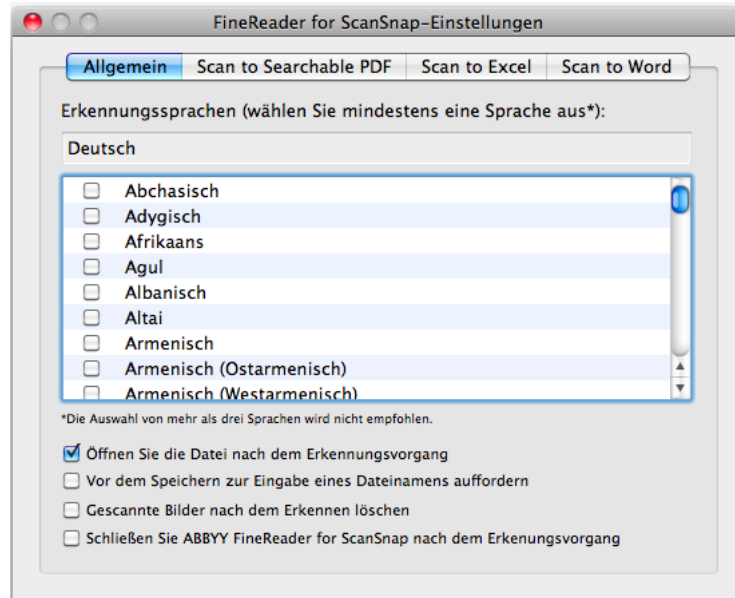 FineReader for ScanSnap-Einstellungen
Allgemein Scan to Searchable PDF Scan to Excel Scan to Word
Erkennungssprachen (wählen Sie mindestens eine Sprache aus*):
Deutsch
Abchasisch
Adygisch
Afrikaans
Agul
Albanisch
Altai
Armenisch
Armenisch (Ostarmenisch)
Armenisch (Westarmenisch)
*Die Auswahl von mehr als drei Sprachen wird nicht empfohlen.
Öffnen Sie die Datei nach dem Erkennungsvorgang
Vor dem Speichern zur Eingabe eines Dateinamens auffordern
Gescannte Bilder nach dem Erkennen löschen
Schließen Sie ABBYY FineReader for ScanSnap nach dem Erkenungsvorgang